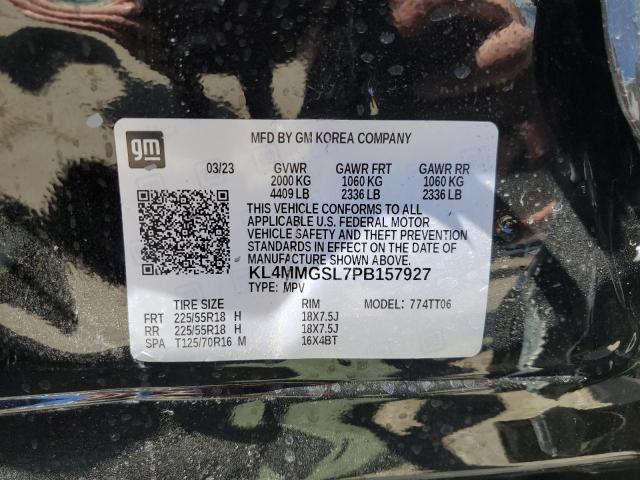 gm
MFD BY GM KOREA COMPANY
03/23 GVWR GAWR FRT GAWR RR
2000 KG 1060 KG 1060 KG
4409 LB 2336 LB 2336 LB
THIS VEHICLE CONFORMS TO ALL
APPLICABLE U.S. FEDERAL MOTOR
VEHICLE SAFETY AND THEFT PREVENTION
STANDARDS IN EFFECT ON THE DATE OF
MANUFACTURE SHOWN ABOVE.
KL4MMGSL7PB157927
TYPE: MPV
TIRE SIZE RIM MODEL: 774TT06
FRT 225/55R18 H 18X7.5J
RR 225/55R18 H 18X7.5J
SPA T125/70R16 M 16X4BT